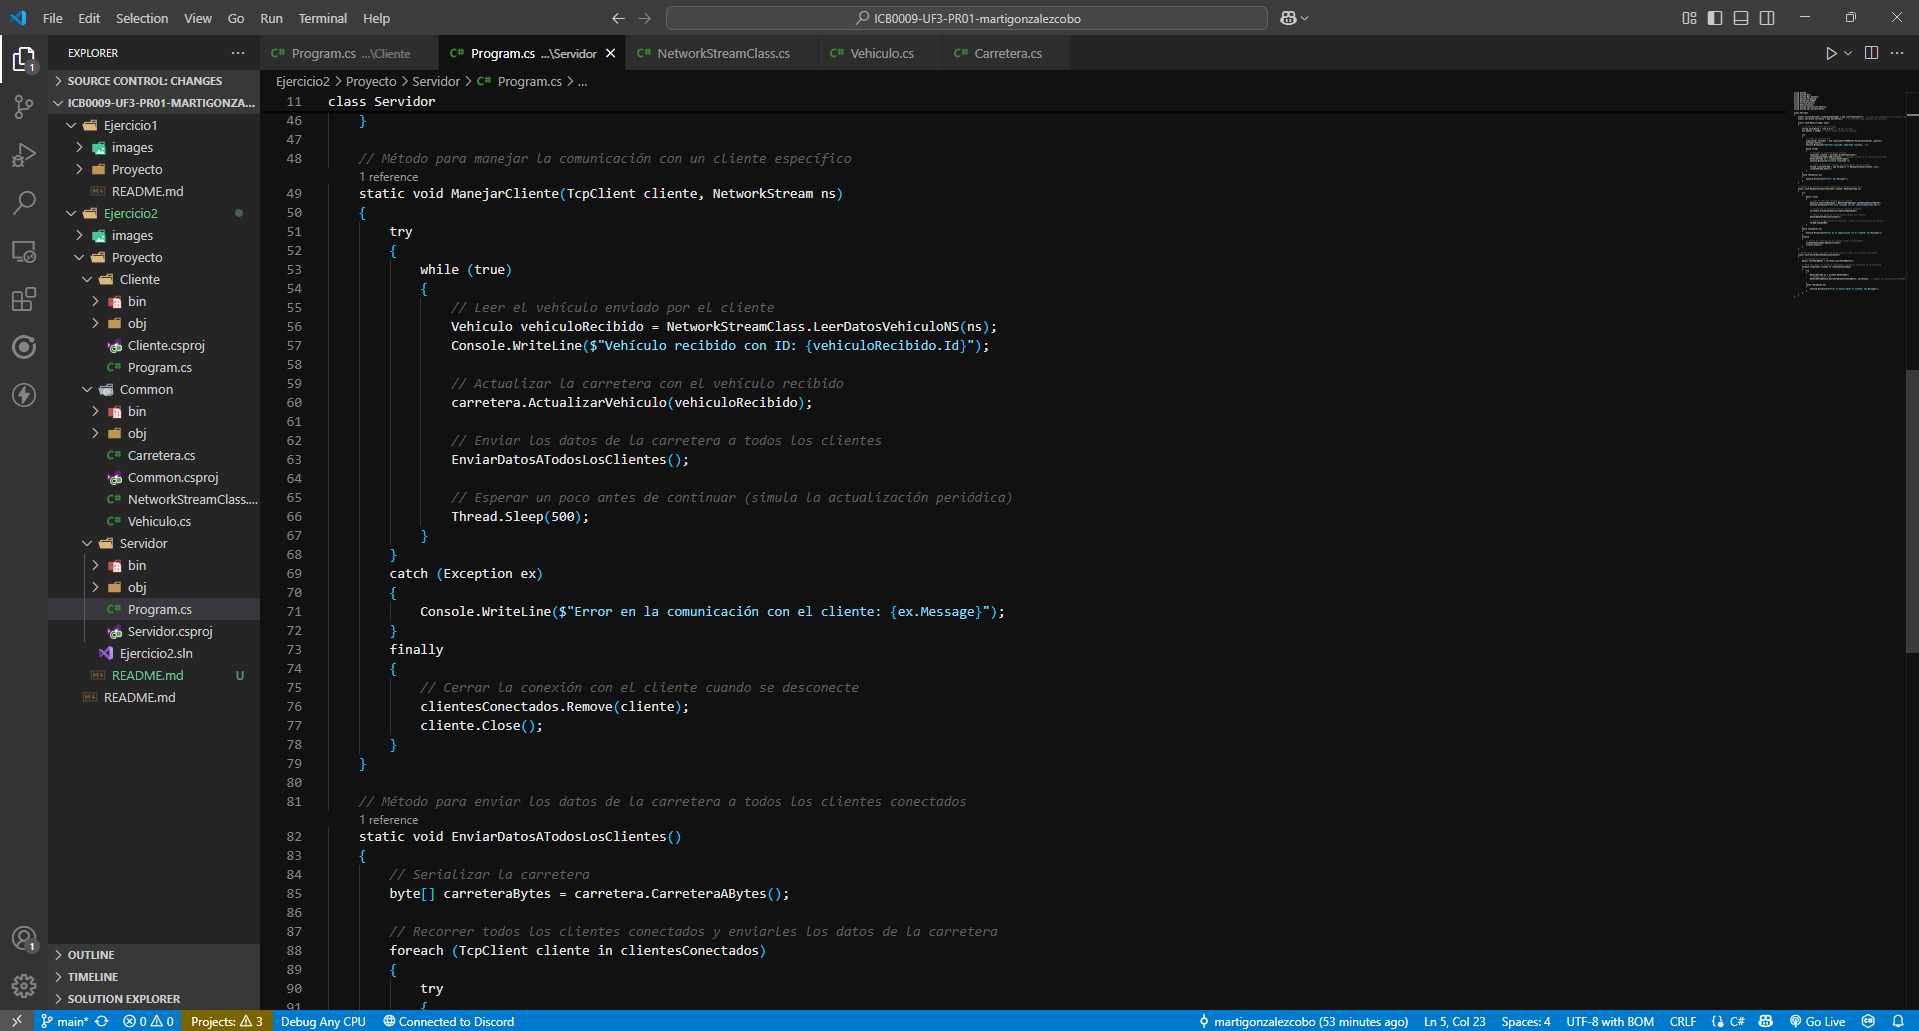 File Edit Selection View Go Run Terminal Help
ICB0009-UF3-PR01-martigonzalezcobo
EXPLORER
Program.cs ...\Cliente
Program.cs ...\Servidor
NetworkStreamClass.cs
Vehiculo.cs
Carretera.cs
Ejercicio2 > Proyecto > Servidor > Program.cs > ...
SOURCE CONTROL: CHANGES
ICB0009-UF3-PR01-MARTIGONZA...
Ejercicio1
images
Proyecto
README.md
Ejercicio2
images
Proyecto
Cliente
bin
obj
Cliente.csproj
Program.cs
Common
bin
obj
Carretera.cs
Common.csproj
NetworkStreamClass....
Vehiculo.cs
Servidor
bin
obj
Program.cs
Servidor.csproj
Ejercicio2.sln
README.md U
README.md
OUTLINE
TIMELINE
SOLUTION EXPLORER
1
1
11 class Servidor
46 }
47
48 // Método para manejar la comunicación con un cliente específico
1 reference
49 static void ManejarCliente(TcpClient cliente, NetworkStream ns)
50 {
51 try
52 {
53 while (true)
54 {
55 // Leer el vehículo enviado por el cliente
56 Vehiculo vehiculoRecibido = NetworkStreamClass.LeerDatosVehiculoNS(ns);
57 Console.WriteLine($"Vehículo recibido con ID: {vehiculoRecibido.Id}");
58
59 // Actualizar la carretera con el vehículo recibido
60 carretera.ActualizarVehiculo(vehiculoRecibido);
61
62 // Enviar los datos de la carretera a todos los clientes
63 EnviarDatosATodosLosClientes();
64
65 // Esperar un poco antes de continuar (simula la actualización periódica)
66 Thread.Sleep(500);
67 }
68 }
69 catch (Exception ex)
70 {
71 Console.WriteLine($"Error en la comunicación con el cliente: {ex.Message}");
72 }
73 finally
74 {
75 // Cerrar la conexión con el cliente cuando se desconecte
76 clientesConectados.Remove(cliente);
77 cliente.Close();
78 }
79 }
80
81 // Método para enviar los datos de la carretera a todos los clientes conectados
1 reference
82 static void EnviarDatosATodosLosClientes()
83 {
84 // Serializar la carretera
85 byte[] carreteraBytes = carretera.CarreteraABytes();
86
87 // Recorrer todos los clientes conectados y enviarles los datos de la carretera
88 foreach (TcpClient cliente in clientesConectados)
89 {
90 try
91 {
main* 0 0 Projects: 3 Debug Any CPU Connected to Discord
martigonzalezcobo (53 minutes ago) Ln 5, Col 23 Spaces: 4 UTF-8 with BOM CRLF C# Go Live